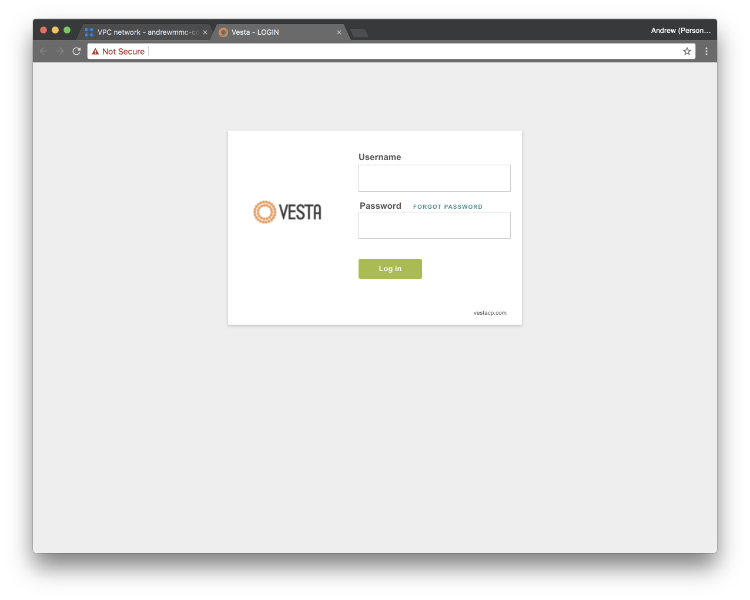 VPC network - andrewmmc-c
Vesta - LOGIN
Andrew (Person...
Not Secure
Username
VESTA
Password
FORGOT PASSWORD
Log in
vestacp.com